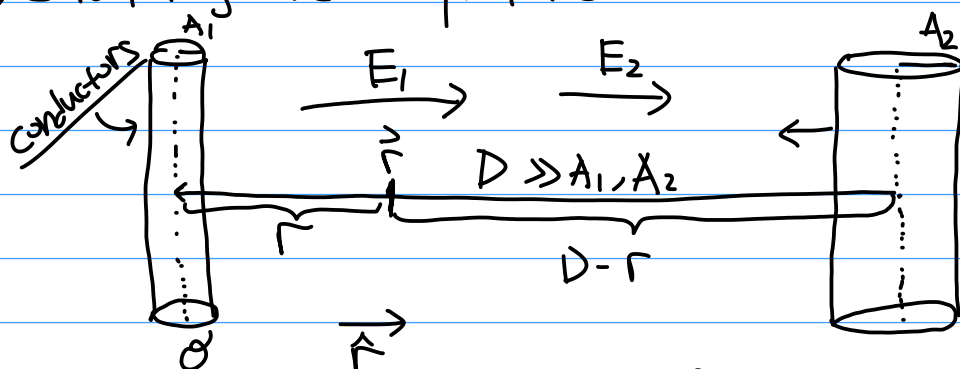 A₁
A₂
conductors
E₁
E₂
r⃗
D ≫ A₁, A₂
r
D - r
r̂
Q